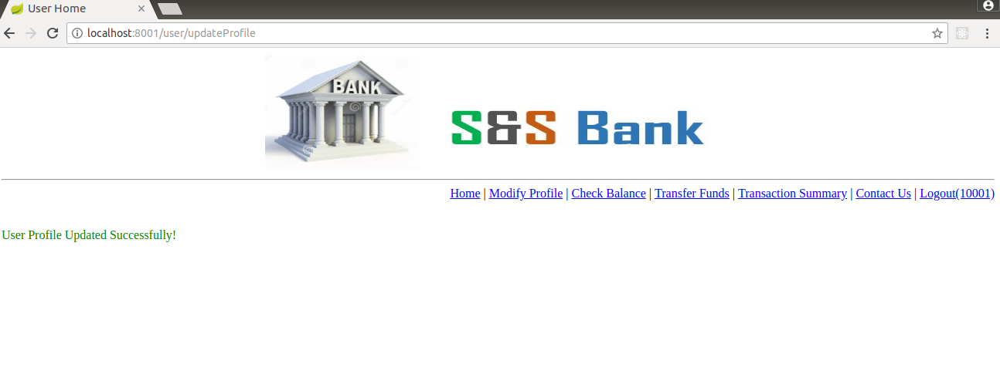 User Home
localhost:8001/user/updateProfile
BANK
S&S Bank
Home | Modify Profile | Check Balance | Transfer Funds | Transaction Summary | Contact Us | Logout(10001)
User Profile Updated Successfully!